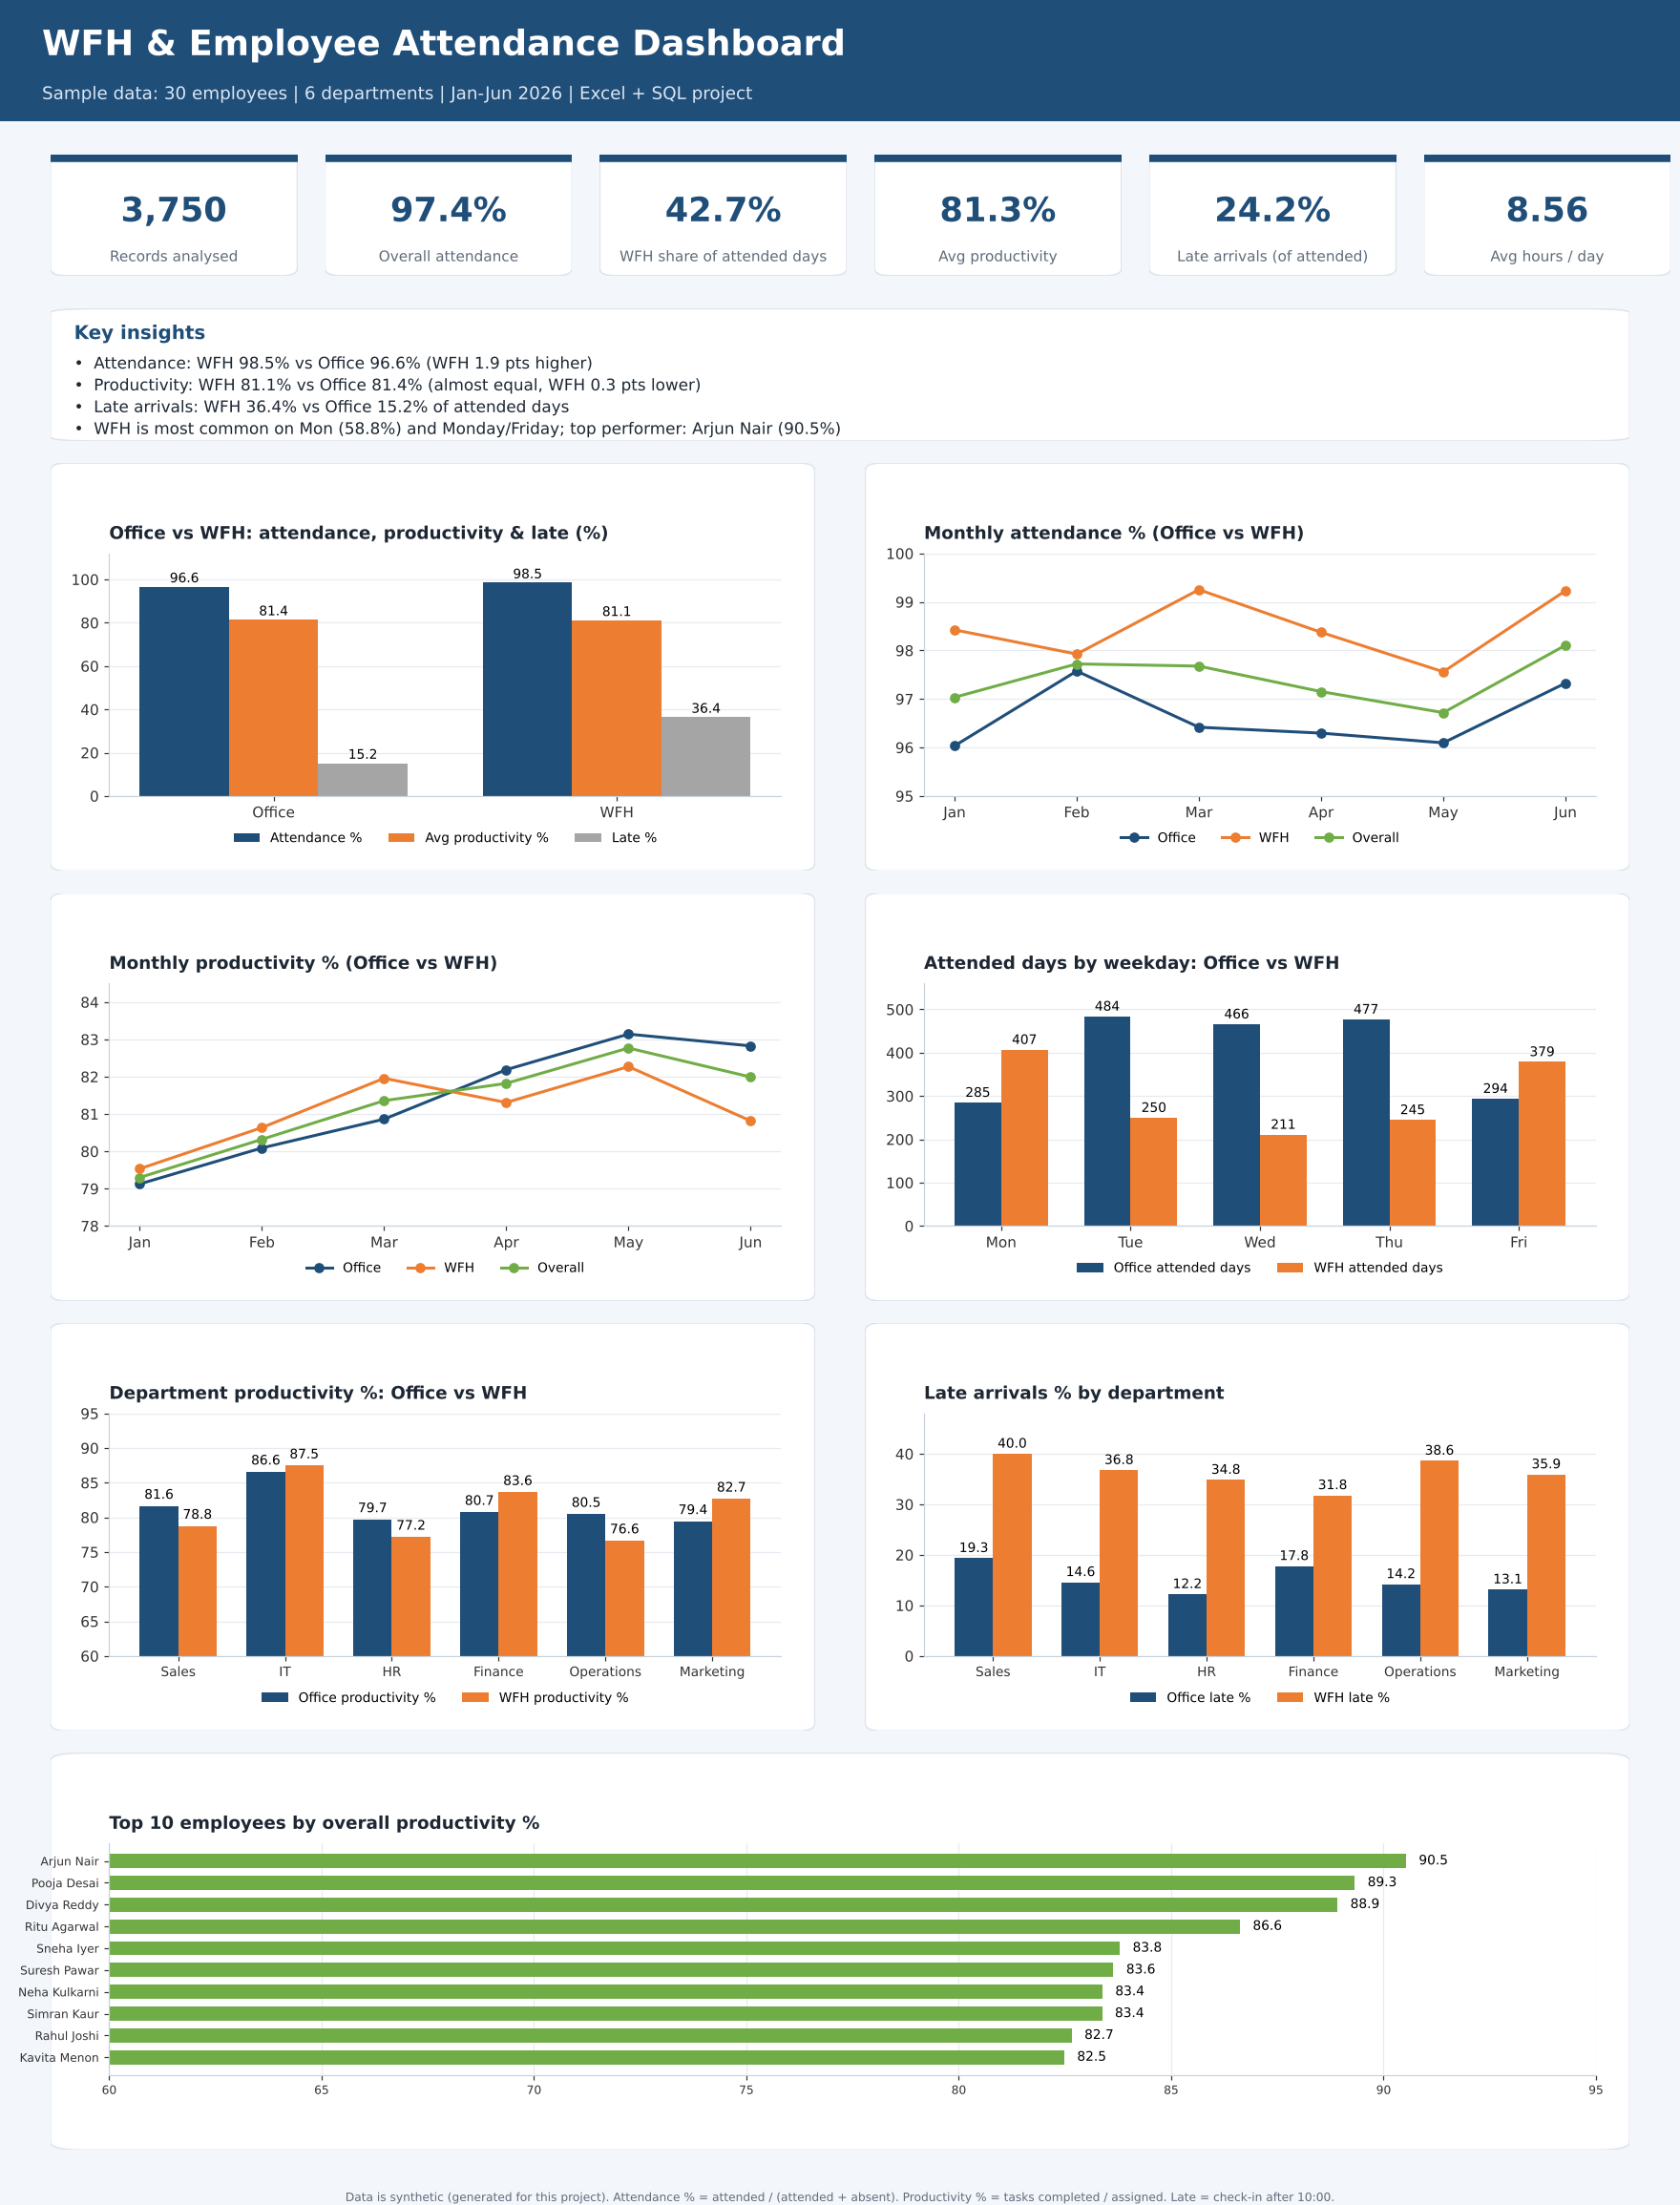 WFH & Employee Attendance Dashboard
Sample data: 30 employees | 6 departments | Jan-Jun 2026 | Excel + SQL project
3,750
Records analysed
97.4%
Overall attendance
42.7%
WFH share of attended days
81.3%
Avg productivity
24.2%
Late arrivals (of attended)
8.56
Avg hours / day
Key insights
• Attendance: WFH 98.5% vs Office 96.6% (WFH 1.9 pts higher)
• Productivity: WFH 81.1% vs Office 81.4% (almost equal, WFH 0.3 pts lower)
• Late arrivals: WFH 36.4% vs Office 15.2% of attended days
• WFH is most common on Mon (58.8%) and Monday/Friday; top performer: Arjun Nair (90.5%)
Office vs WFH: attendance, productivity & late (%)
100
80
60
40
20
0
96.6
81.4
15.2
98.5
81.1
36.4
Office WFH
Attendance % Avg productivity % Late %
Monthly attendance % (Office vs WFH)
100
99
98
97
96
95
Jan Feb Mar Apr May Jun
Office WFH Overall
Monthly productivity % (Office vs WFH)
84
83
82
81
80
79
78
Jan Feb Mar Apr May Jun
Office WFH Overall
Attended days by weekday: Office vs WFH
500
400
300
200
100
0
285 407 484 250 466 211 477 245 294 379
Mon Tue Wed Thu Fri
Office attended days WFH attended days
Department productivity %: Office vs WFH
95
90
85
80
75
70
65
60
81.6 78.8 86.6 87.5 79.7 77.2 80.7 83.6 80.5 76.6 79.4 82.7
Sales IT HR Finance Operations Marketing
Office productivity % WFH productivity %
Late arrivals % by department
40
30
20
10
0
19.3 40.0 14.6 36.8 12.2 34.8 17.8 31.8 14.2 38.6 13.1 35.9
Sales IT HR Finance Operations Marketing
Office late % WFH late %
Top 10 employees by overall productivity %
Arjun Nair 90.5
Pooja Desai 89.3
Divya Reddy 88.9
Ritu Agarwal 86.6
Sneha Iyer 83.8
Suresh Pawar 83.6
Neha Kulkarni 83.4
Simran Kaur 83.4
Rahul Joshi 82.7
Kavita Menon 82.5
60 65 70 75 80 85 90 95
Data is synthetic (generated for this project). Attendance % = attended / (attended + absent). Productivity % = tasks completed / assigned. Late = check-in after 10:00.